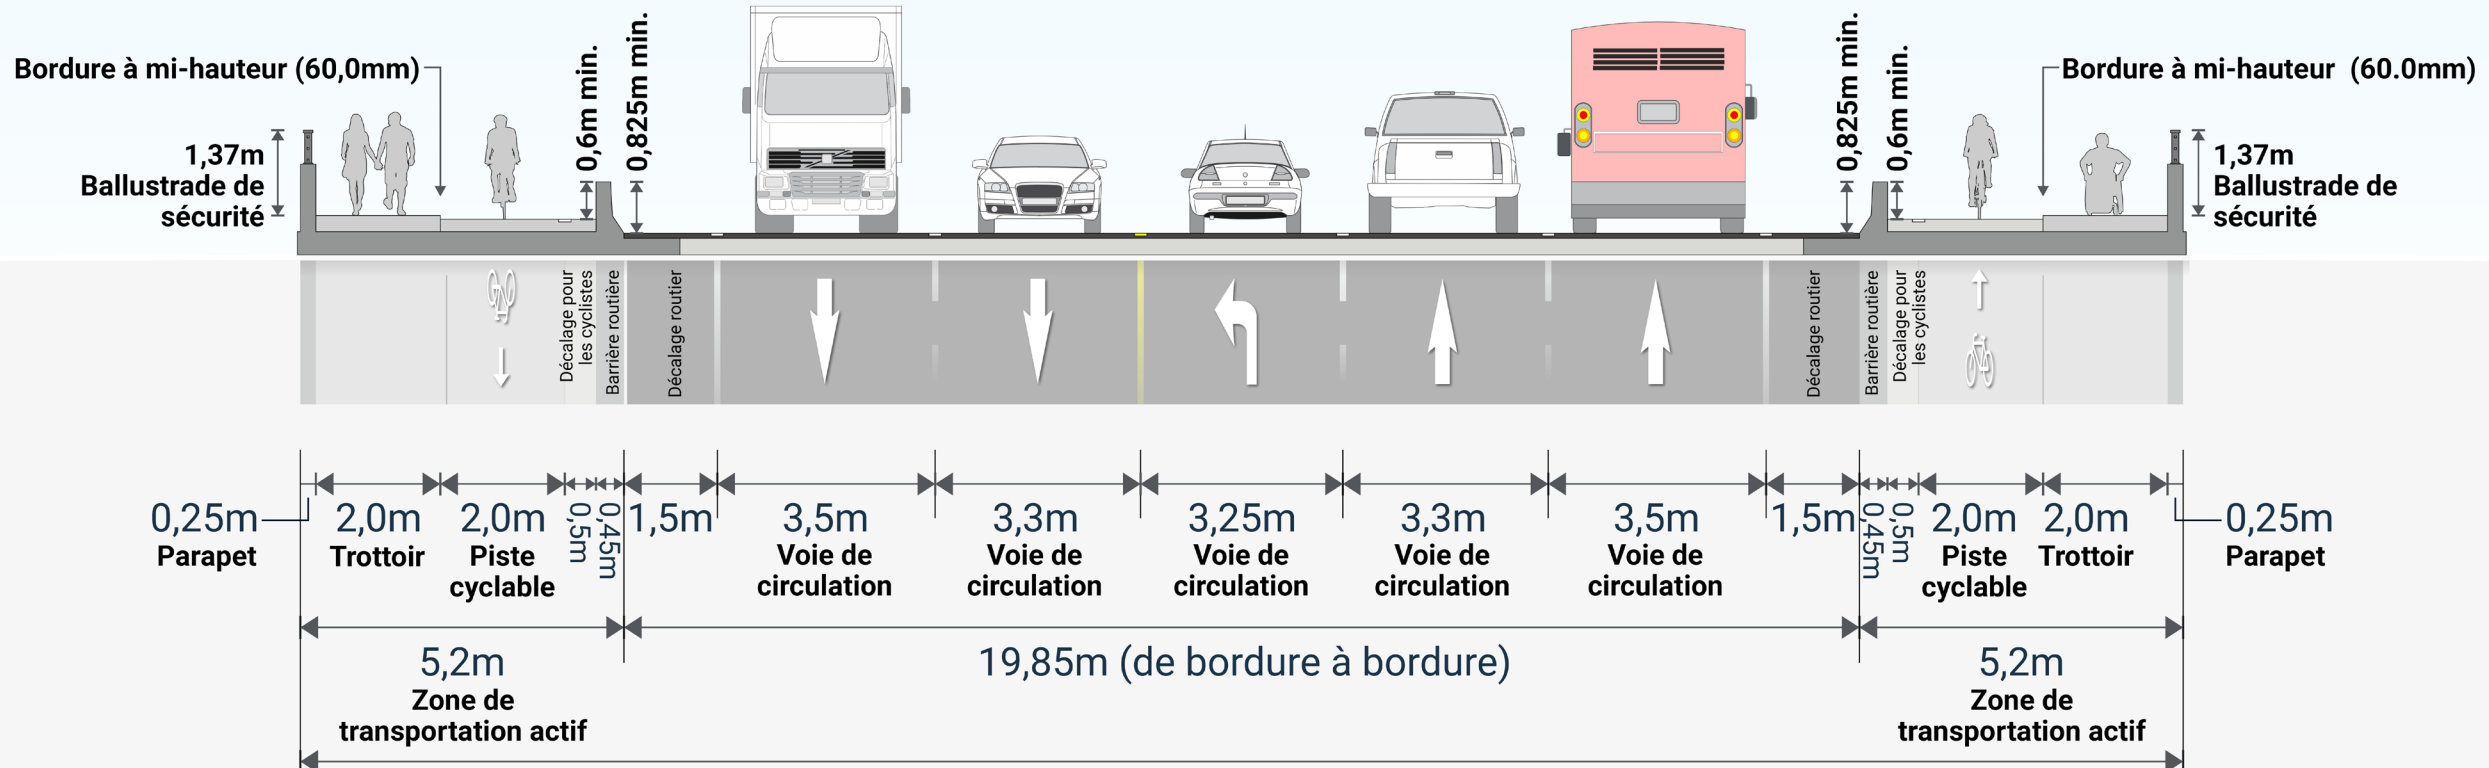 Bordure à mi-hauteur (60,0mm)
0,6m min.
0,825m min.
0,825m min.
0,6m min.
Bordure à mi-hauteur (60.0mm)
1,37m
Ballustrade de
sécurité
1,37m
Ballustrade de
sécurité
Décalage pour
les cyclistes
Barrière routière
Décalage routier
Décalage routier
Barrière routière
Décalage pour
les cyclistes
0,25m
Parapet
2,0m
Trottoir
2,0m
Piste
cyclable
0,5m
0,45m
1,5m
3,5m
Voie de
circulation
3,3m
Voie de
circulation
3,25m
Voie de
circulation
3,3m
Voie de
circulation
3,5m
Voie de
circulation
1,5m
0,45m
0,5m
2,0m
Piste
cyclable
2,0m
Trottoir
0,25m
Parapet
5,2m
Zone de
transportation actif
19,85m (de bordure à bordure)
5,2m
Zone de
transportation actif